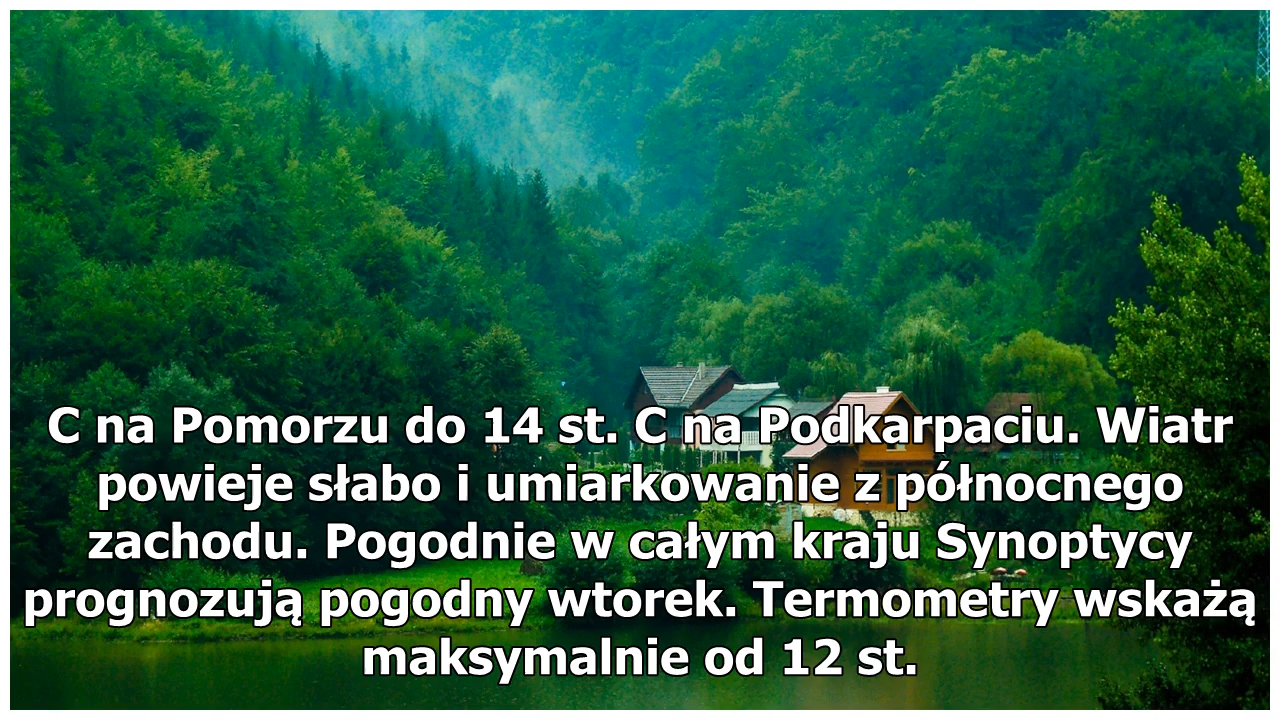 C na Pomorzu do 14 st. C na Podkarpaciu. Wiatr
powieje słabo i umiarkowanie z północnego
zachodu. Pogodnie w całym kraju Synoptycy
prognozują pogodny wtorek. Termometry wskażą
maksymalnie od 12 st.